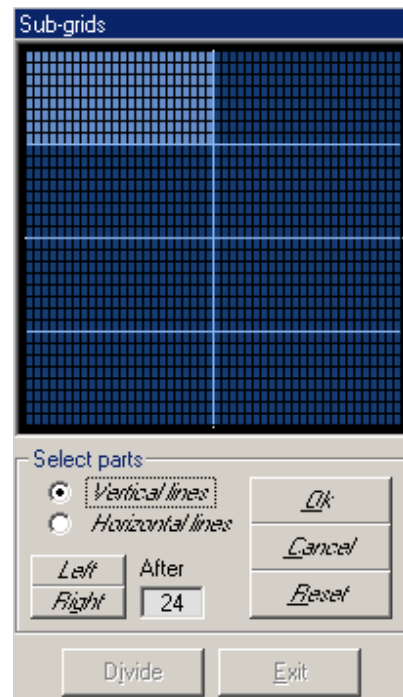 Sub-grids
Select parts
Vertical lines
Horizontal lines
Ok
Cancel
Reset
Left
Right
After
24
Divide
Exit